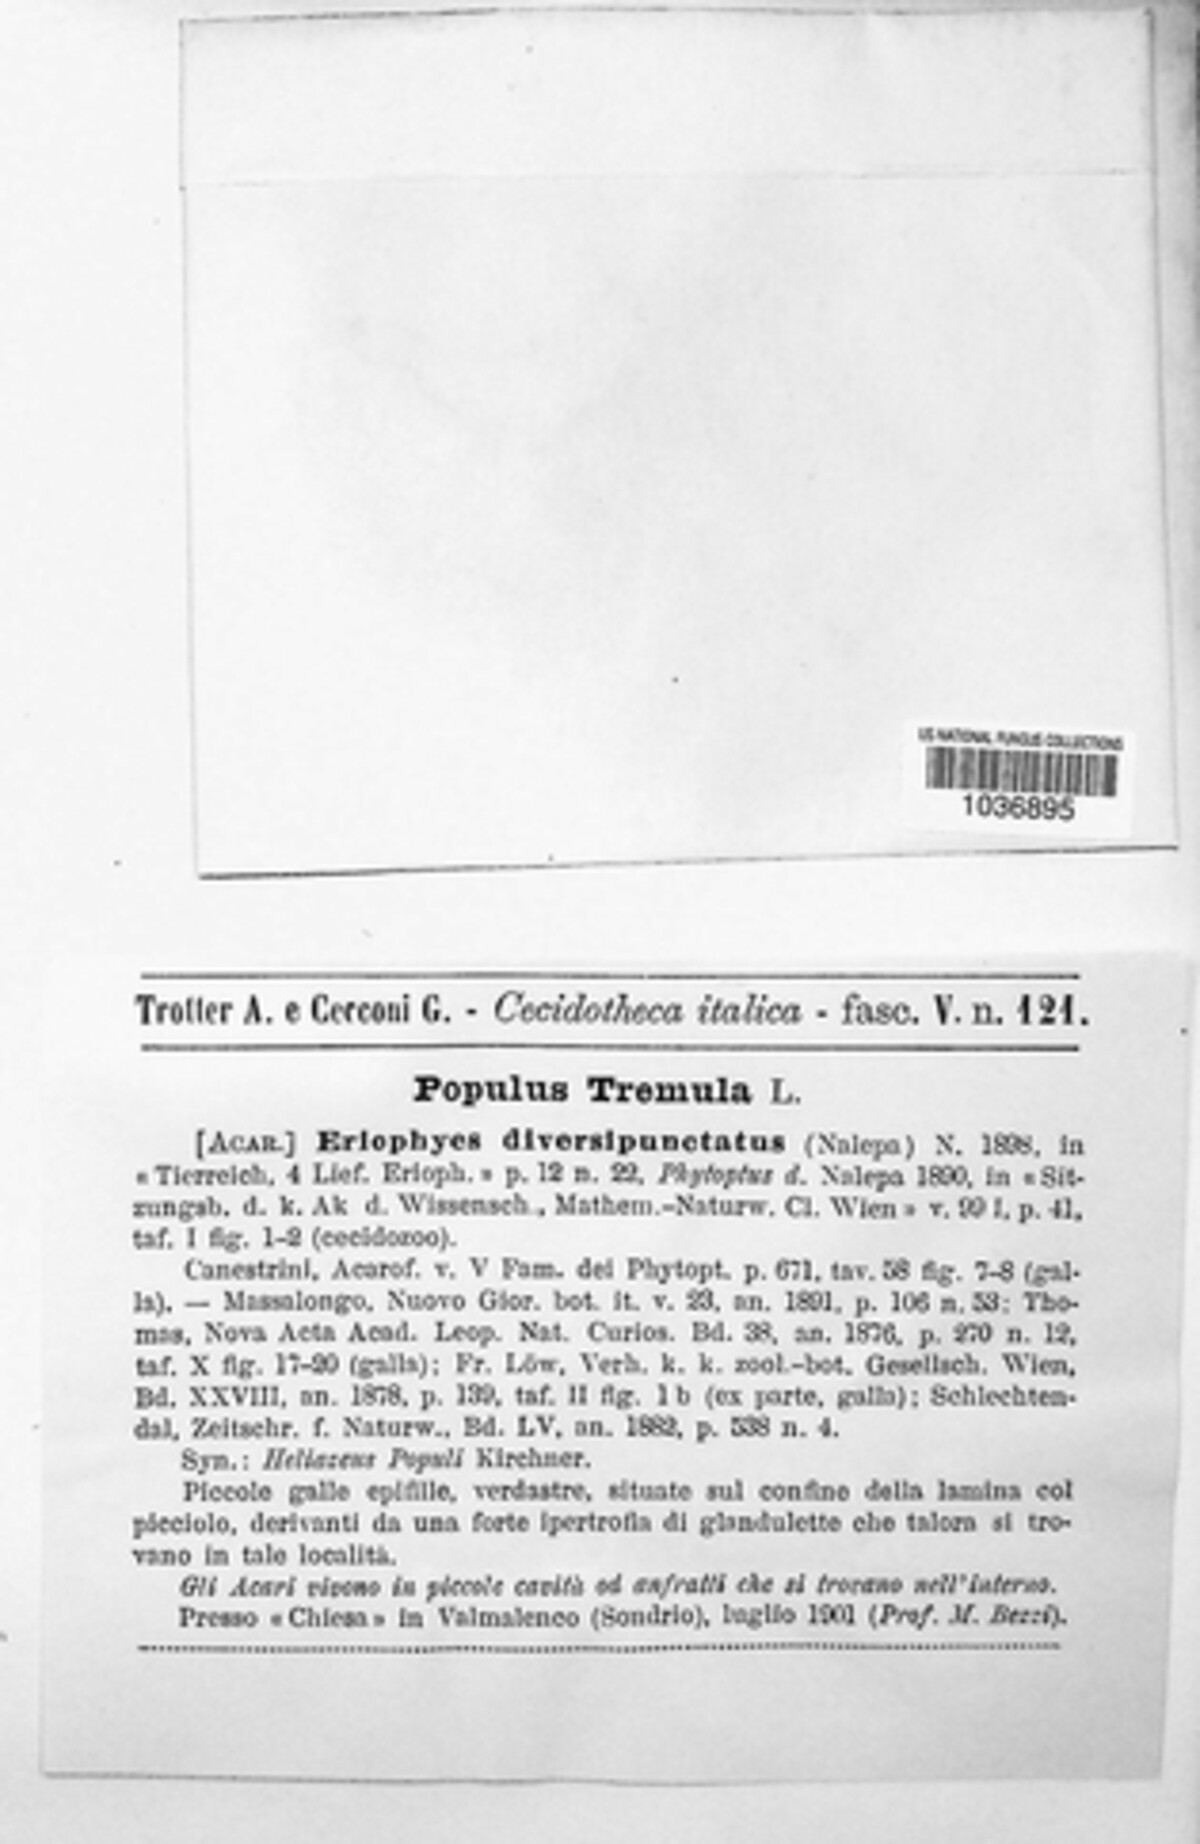 US NATIONAL FUNGUS COLLECTIONS
1036895
Trotter A. e Cecconi G. - Cecidotheca italica - fasc. V. n. 121.
Populus Tremula L.
[ACAR.] Eriophyes diversipunctatus (Nalepa) N. 1898, in
« Tierreich, 4 Lief. Erioph. » p. 12 n. 22, Phytoptus d. Nalepa 1890, in « Sit-
zungsb. d. k. Ak d. Wissensch., Mathem.-Naturw. Cl. Wien » v. 99 I, p. 41,
taf. I fig. 1-2 (cecidozoo).
Canestrini, Acarof. v. V Fam. dei Phytopt. p. 671, tav. 58 fig. 7-8 (gal-
la). — Massalongo, Nuovo Gior. bot. it. v. 23, an. 1891, p. 106 n. 53; Tho-
mas, Nova Acta Acad. Leop. Nat. Curios. Bd. 38, an. 1876, p. 270 n. 12,
taf. X fig. 17-20 (galla); Fr. Löw, Verh. k. k. zool.-bot. Gesellsch. Wien,
Bd. XXVIII, an. 1878, p. 139, taf. II fig. 1 b (ex parte, galla); Schlechten-
dal, Zeitschr. f. Naturw., Bd. LV, an. 1882, p. 538 n. 4.
Syn.: Heliazeus Populi Kirchner.
Piccole galle epifille, verdastre, situate sul confine della lamina col
picciolo, derivanti da una forte ipertrofia di glandulette che talora si tro-
vano in tale località.
Gli Acari vivono in piccole cavità od anfratti che si trovano nell'interno.
Presso « Chiesa » in Valmalenco (Sondrio), luglio 1901 (Prof. M. Bezzi).